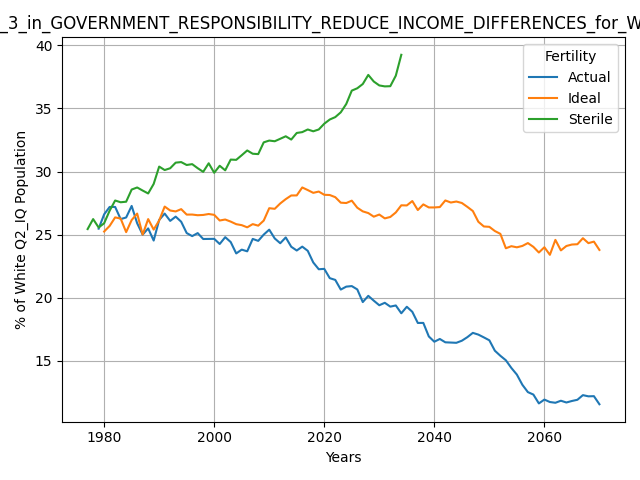 _3_in_GOVERNMENT_RESPONSIBILITY_REDUCE_INCOME_DIFFERENCES_for_W
Fertility
Actual
Ideal
Sterile
% of White Q2_IQ Population
40
35
30
25
20
15
1980
2000
2020
2040
2060
Years